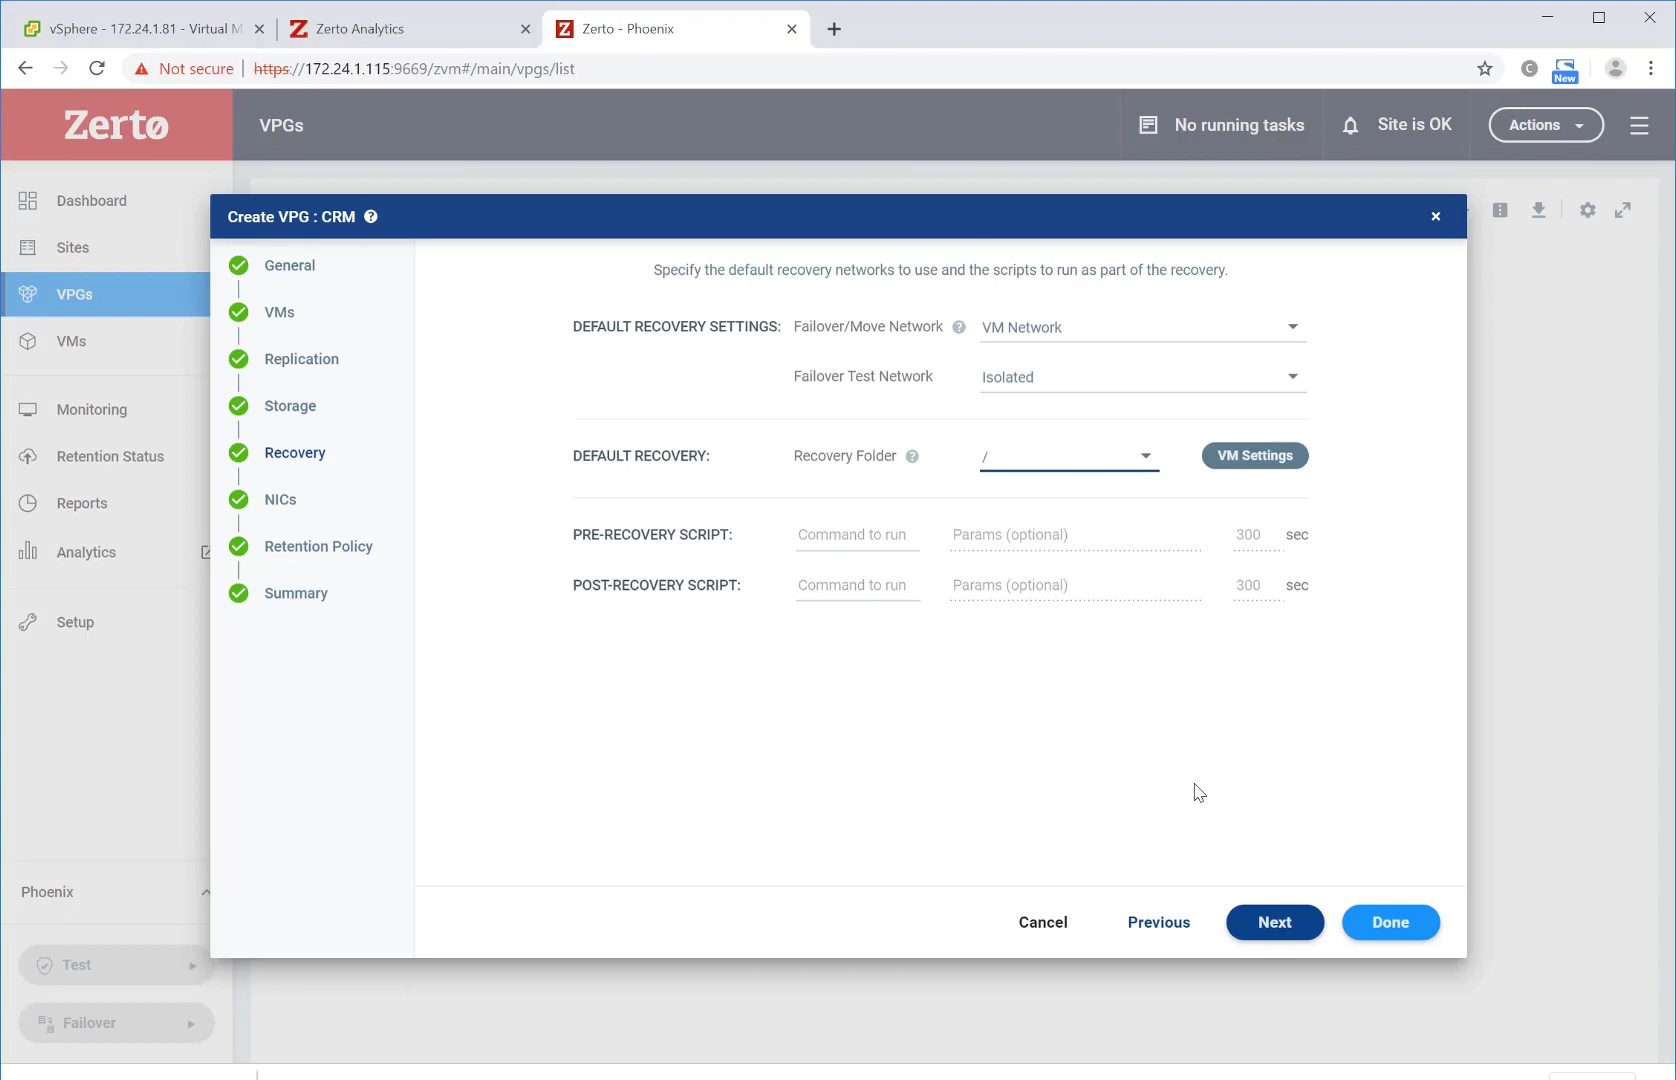 vSphere - 172.24.1.81 - Virtual M
Zerto Analytics
Zerto - Phoenix
Not secure
https://172.24.1.115:9669/zvm#/main/vpgs/list
C
New
Zerto
VPGs
No running tasks
Site is OK
Actions
Dashboard
Sites
VPGs
VMs
Monitoring
Retention Status
Reports
Analytics
Setup
Phoenix
Test
Failover
Create VPG : CRM ?
General
VMs
Replication
Storage
Recovery
NICs
Retention Policy
Summary
Specify the default recovery networks to use and the scripts to run as part of the recovery.
DEFAULT RECOVERY SETTINGS: Failover/Move Network ? VM Network
Failover Test Network Isolated
DEFAULT RECOVERY: Recovery Folder ? / VM Settings
PRE-RECOVERY SCRIPT: Command to run Params (optional) 300 sec
POST-RECOVERY SCRIPT: Command to run Params (optional) 300 sec
Cancel Previous Next Done